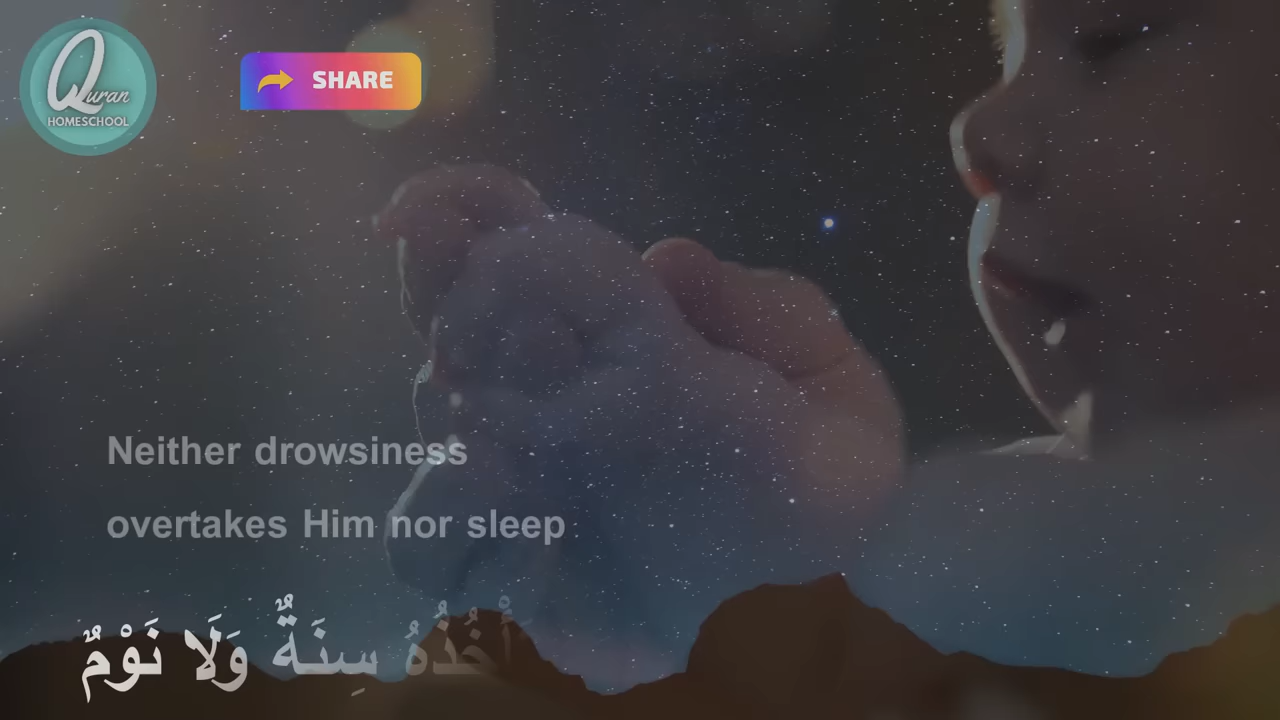 Quran
HOMESCHOOL
SHARE
Neither drowsiness
overtakes Him nor sleep
سِنَةٌ وَلَا نَوْمٌ